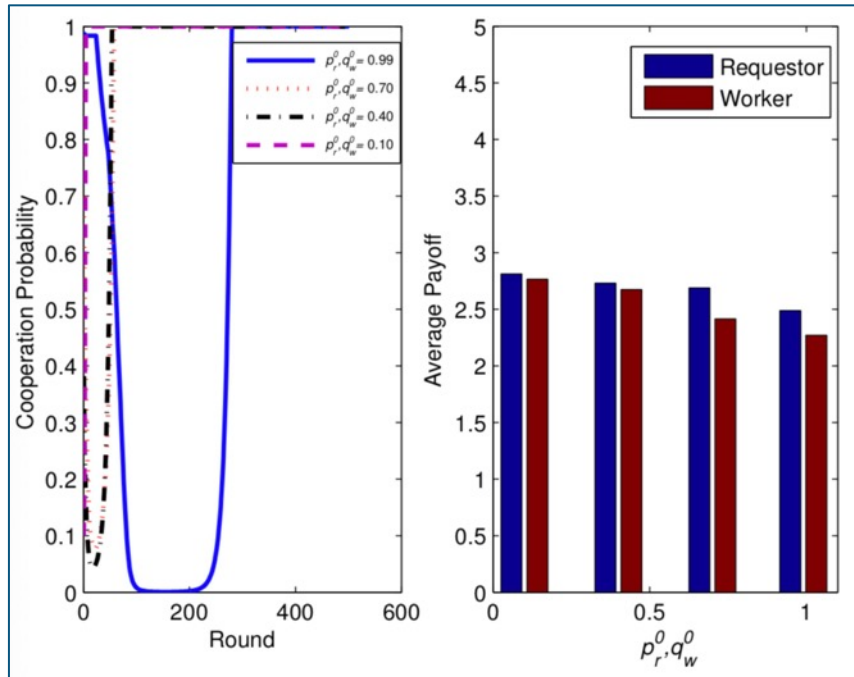 Cooperation Probability
1
0.9
0.8
0.7
0.6
0.5
0.4
0.3
0.2
0.1
0
0 200 400 600
Round
p_r^0,q_w^0= 0.99
p_r^0,q_w^0= 0.70
p_r^0,q_w^0= 0.40
p_r^0,q_w^0= 0.10
Average Payoff
5
4.5
4
3.5
3
2.5
2
1.5
1
0.5
0
0 0.5 1
p_r^0,q_w^0
Requestor
Worker